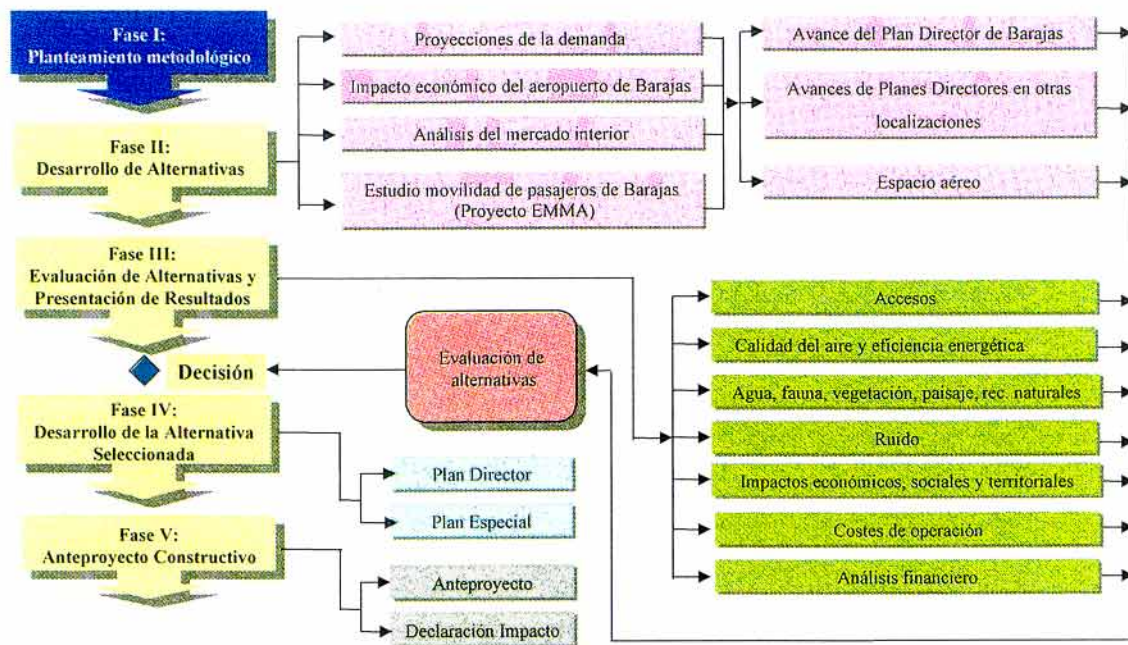 Fase I:
Planteamiento metodológico
Fase II:
Desarrollo de Alternativas
Fase III:
Evaluación de Alternativas y
Presentación de Resultados
Decisión
Fase IV:
Desarrollo de la Alternativa
Seleccionada
Fase V:
Anteproyecto Constructivo
Proyecciones de la demanda
Impacto económico del aeropuerto de Barajas
Análisis del mercado interior
Estudio movilidad de pasajeros de Barajas
(Proyecto EMMA)
Avance del Plan Director de Barajas
Avances de Planes Directores en otras
localizaciones
Espacio aéreo
Evaluación de
alternativas
Accesos
Calidad del aire y eficiencia energética
Agua, fauna, vegetación, paisaje, rec. naturales
Ruido
Impactos económicos, sociales y territoriales
Costes de operación
Análisis financiero
Plan Director
Plan Especial
Anteproyecto
Declaración Impacto